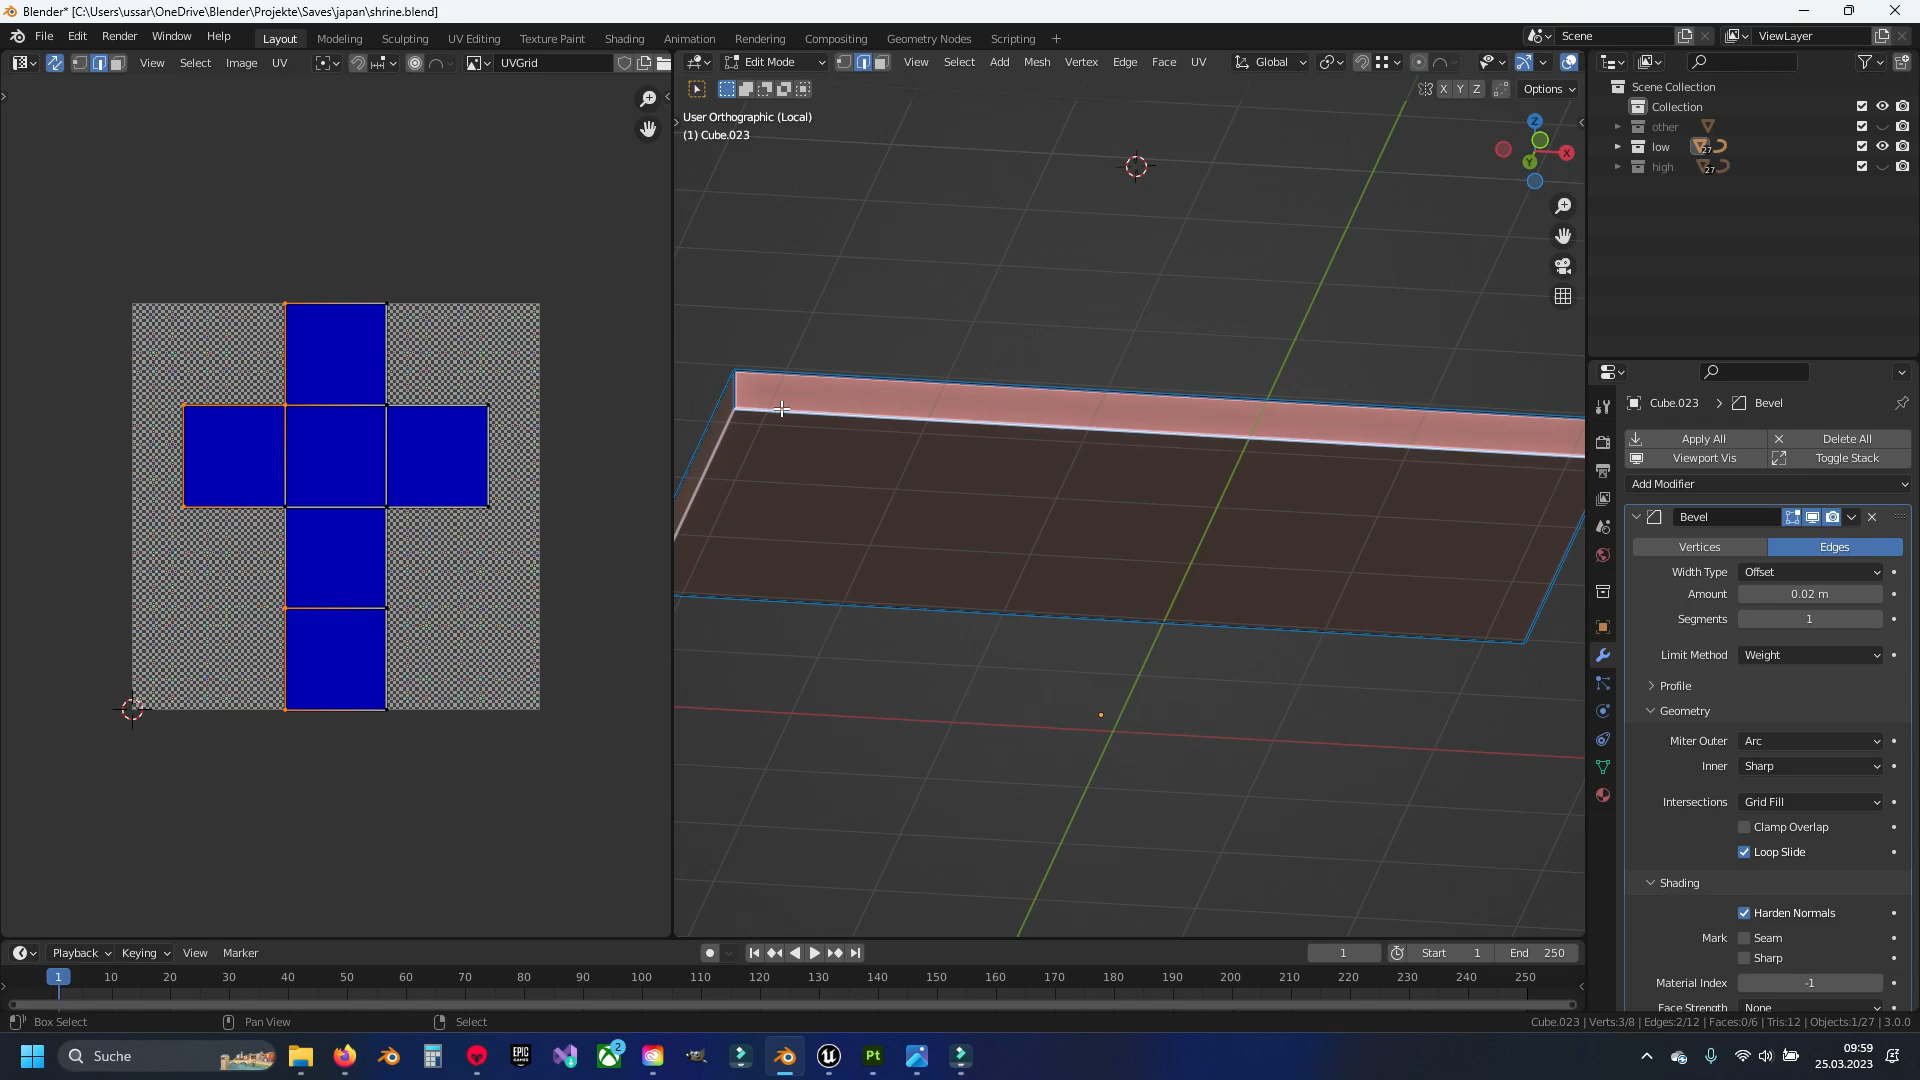 Blender* [C:\Users\ussar\OneDrive\Blender\Projekte\Saves\japan\shrine.blend]
File Edit Render Window Help Layout Modeling Sculpting UV Editing Texture Paint Shading Animation Rendering Compositing Geometry Nodes Scripting + Scene ViewLayer
View Select Image UV UVGrid Edit Mode View Select Add Mesh Vertex Edge Face UV Global
X Y Z Options
User Orthographic (Local)
(1) Cube.023
Z
X
Y
Scene Collection
Collection
other
low 27
high 27
Cube.023 > Bevel
Apply All Delete All
Viewport Vis Toggle Stack
Add Modifier
Bevel
Vertices Edges
Width Type Offset
Amount 0.02 m
Segments 1
Limit Method Weight
Profile
Geometry
Miter Outer Arc
Inner Sharp
Intersections Grid Fill
Clamp Overlap
Loop Slide
Shading
Harden Normals
Mark Seam
Sharp
Material Index -1
Face Strength None
Playback Keying View Marker 1 Start 1 End 250
1 10 20 30 40 50 60 70 80 90 100 110 120 130 140 150 160 170 180 190 200 210 220 230 240 250
Box Select Pan View Select Cube.023 | Verts:3/8 | Edges:2/12 | Faces:0/6 | Tris:12 | Objects:1/27 | 3.0.0
Suche EPIC GAMES 2 Pt 09:59
25.03.2023